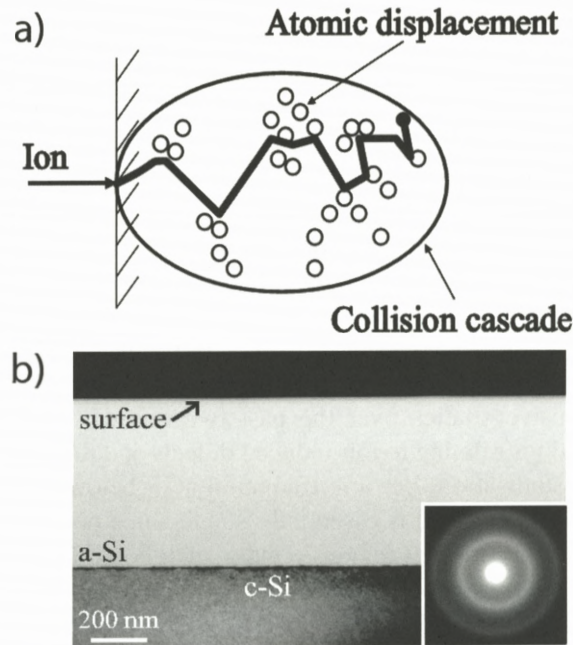 a)
Atomic displacement
Ion
Collision cascade
b)
surface
a-Si
c-Si
200 nm